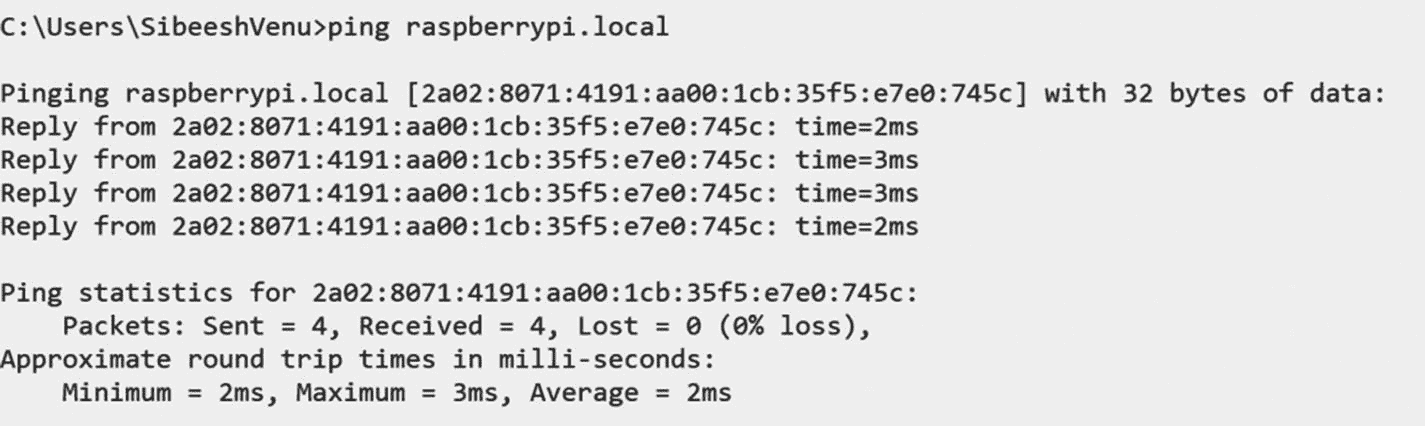 C:\Users\SibeeshVenu>ping raspberrypi.local
Pinging raspberrypi.local [2a02:8071:4191:aa00:1cb:35f5:e7e0:745c] with 32 bytes of data:
Reply from 2a02:8071:4191:aa00:1cb:35f5:e7e0:745c: time=2ms
Reply from 2a02:8071:4191:aa00:1cb:35f5:e7e0:745c: time=3ms
Reply from 2a02:8071:4191:aa00:1cb:35f5:e7e0:745c: time=3ms
Reply from 2a02:8071:4191:aa00:1cb:35f5:e7e0:745c: time=2ms
Ping statistics for 2a02:8071:4191:aa00:1cb:35f5:e7e0:745c:
    Packets: Sent = 4, Received = 4, Lost = 0 (0% loss),
Approximate round trip times in milli-seconds:
    Minimum = 2ms, Maximum = 3ms, Average = 2ms